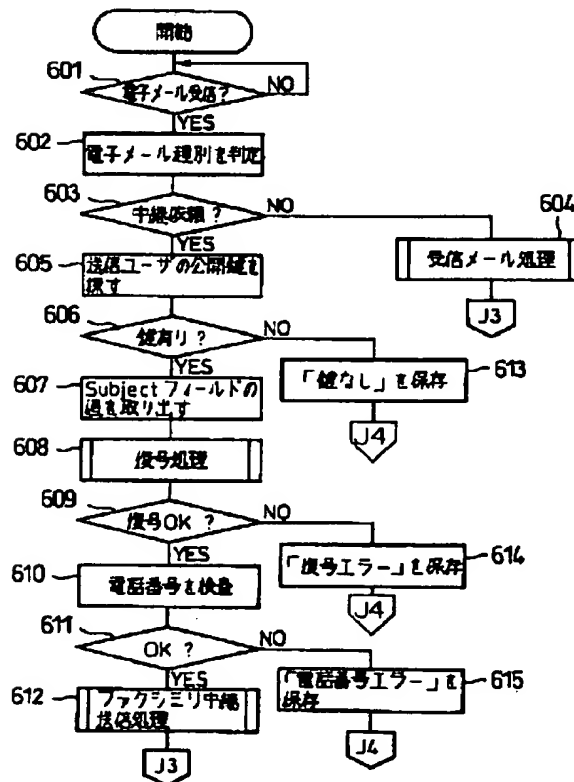 開始
601
電子メール受信?
NO
YES
602
電子メール種別を判定
603
中継依頼?
NO
YES
604
受信メール処理
J3
605
送信ユーザの公開鍵を
探す
606
鍵有り?
NO
YES
613
「鍵なし」を保存
J4
607
Subjectフィールドの
値を取り出す
608
復号処理
609
復号OK ?
NO
YES
614
「復号エラー」を保存
J4
610
電話番号を検査
611
OK ?
NO
YES
615
「電話番号エラー」を
保存
J4
612
ファクシミリ中継
送信処理
J3